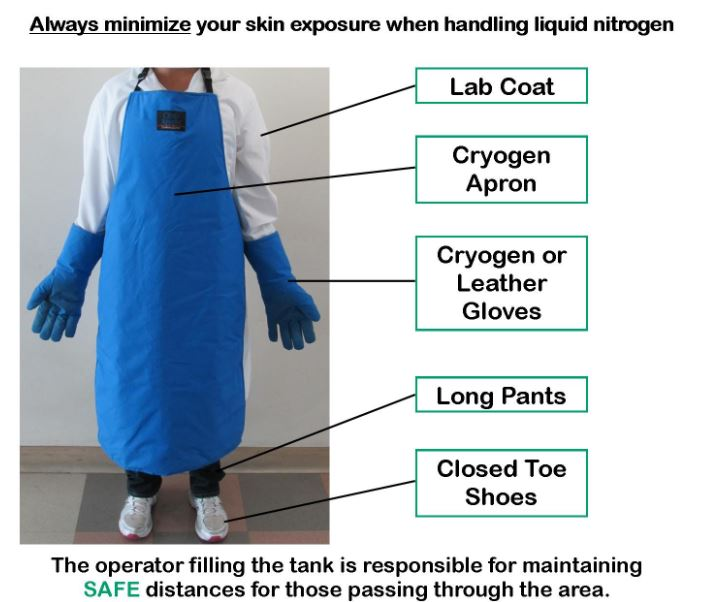 Always minimize your skin exposure when handling liquid nitrogen
Lab Coat
Cryogen
Apron
Cryogen or
Leather
Gloves
Long Pants
Closed Toe
Shoes
The operator filling the tank is responsible for maintaining
SAFE distances for those passing through the area.